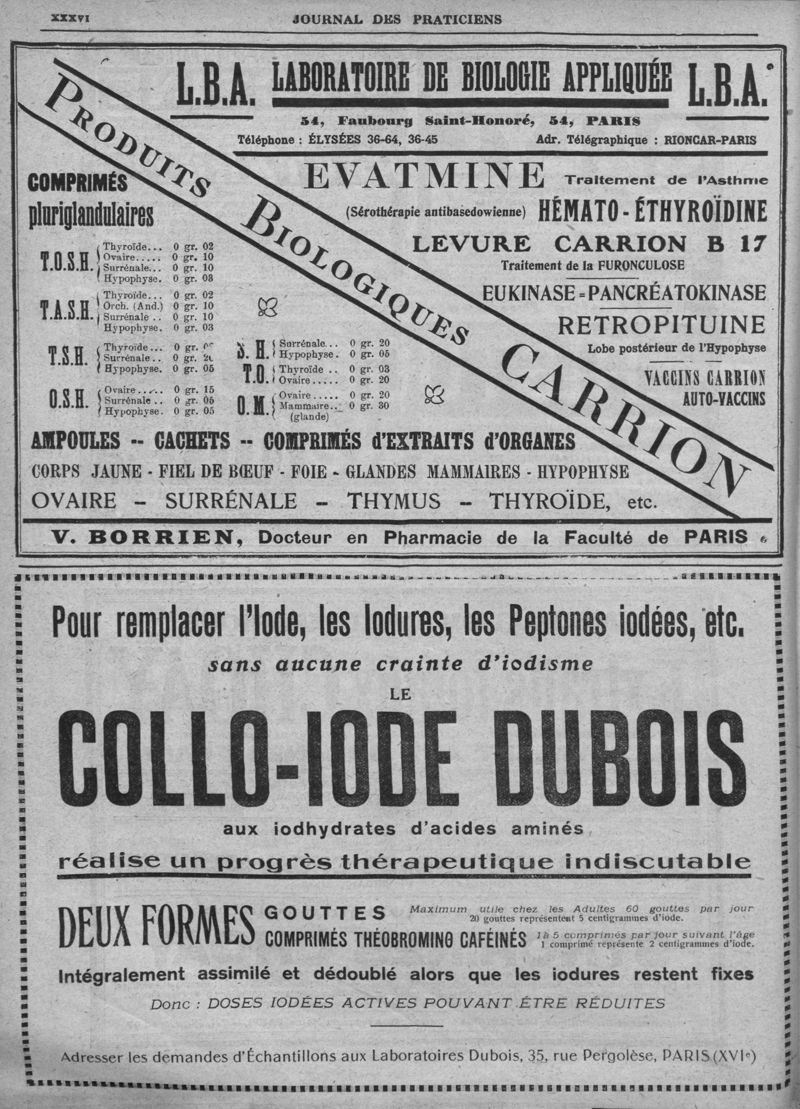 XXXVI JOURNAL DES PRATICIENS
L.B.A. LABORATOIRE DE BIOLOGIE APPLIQUÉE L.B.A.
54, Faubourg Saint-Honoré, 54, PARIS
Téléphone : ÉLYSÉES 36-64, 36-45 Adr. Télégraphique : RIONCAR-PARIS
PRODUITS BIOLOGIQUES CARRION
EVATMINE Traitement de l'Asthme
(Sérothérapie antibasedowienne) HÉMATO-ÉTHYROÏDINE
LEVURE CARRION B 17
Traitement de la FURONCULOSE
EUKINASE=PANCRÉATOKINASE
RETROPITUINE
Lobe postérieur de l'Hypophyse
VACCINS CARRION
AUTO-VACCINS
COMPRIMÉS
pluriglandulaires
T.O.S.H. Thyroïde... 0 gr. 02
Ovaire..... 0 gr. 10
Surrénale... 0 gr. 10
Hypophyse. 0 gr. 03
T.A.S.H. Thyroïde... 0 gr. 02
Orch. (And.) 0 gr. 10
Surrénale .. 0 gr. 10
Hypophyse. 0 gr. 03
T.S.H. Thyroïde... 0 gr.
Surrénale .. 0 gr.
Hypophyse. 0 gr. 05
O.S.H. Ovaire ..... 0 gr. 15
Surrénale .. 0 gr. 05
Hypophyse. 0 gr. 05
S. H. Surrénale.. 0 gr. 20
Hypophyse. 0 gr. 05
T.O. Thyroïde .. 0 gr. 03
Ovaire..... 0 gr. 20
O.M. Ovaire .... 0 gr. 20
Mammaire.. 0 gr. 30
(glande)
AMPOULES -- CACHETS -- COMPRIMÉS d'EXTRAITS d'ORGANES
CORPS JAUNE - FIEL DE BŒUF - FOIE - GLANDES MAMMAIRES - HYPOPHYSE
OVAIRE – SURRÉNALE – THYMUS – THYROÏDE, etc.
V. BORRIEN, Docteur en Pharmacie de la Faculté de PARIS
Pour remplacer l'Iode, les Iodures, les Peptones iodées, etc.
sans aucune crainte d'iodisme
LE
COLLO-IODE DUBOIS
aux iodhydrates d'acides aminés
réalise un progrès thérapeutique indiscutable
DEUX FORMES
GOUTTES Maximum utile chez les Adultes 60 gouttes par jour
20 gouttes représentent 5 centigrammes d'iode.
COMPRIMÉS THÉOBROMINO CAFÉINÉS 1 à 5 comprimés par jour suivant l'âge
1 comprimé représente 2 centigrammes d'iode.
Intégralement assimilé et dédoublé alors que les iodures restent fixes
Donc : DOSES IODÉES ACTIVES POUVANT ÊTRE RÉDUITES
Adresser les demandes d'Échantillons aux Laboratoires Dubois, 35, rue Pergolèse, PARIS (XVIe)